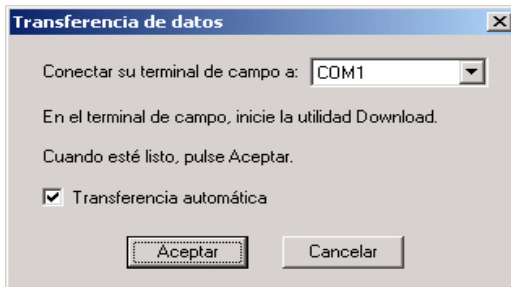 Transferencia de datos
Conectar su terminal de campo a: COM1
En el terminal de campo, inicie la utilidad Download.
Cuando esté listo, pulse Aceptar.
Transferencia automática
Aceptar Cancelar